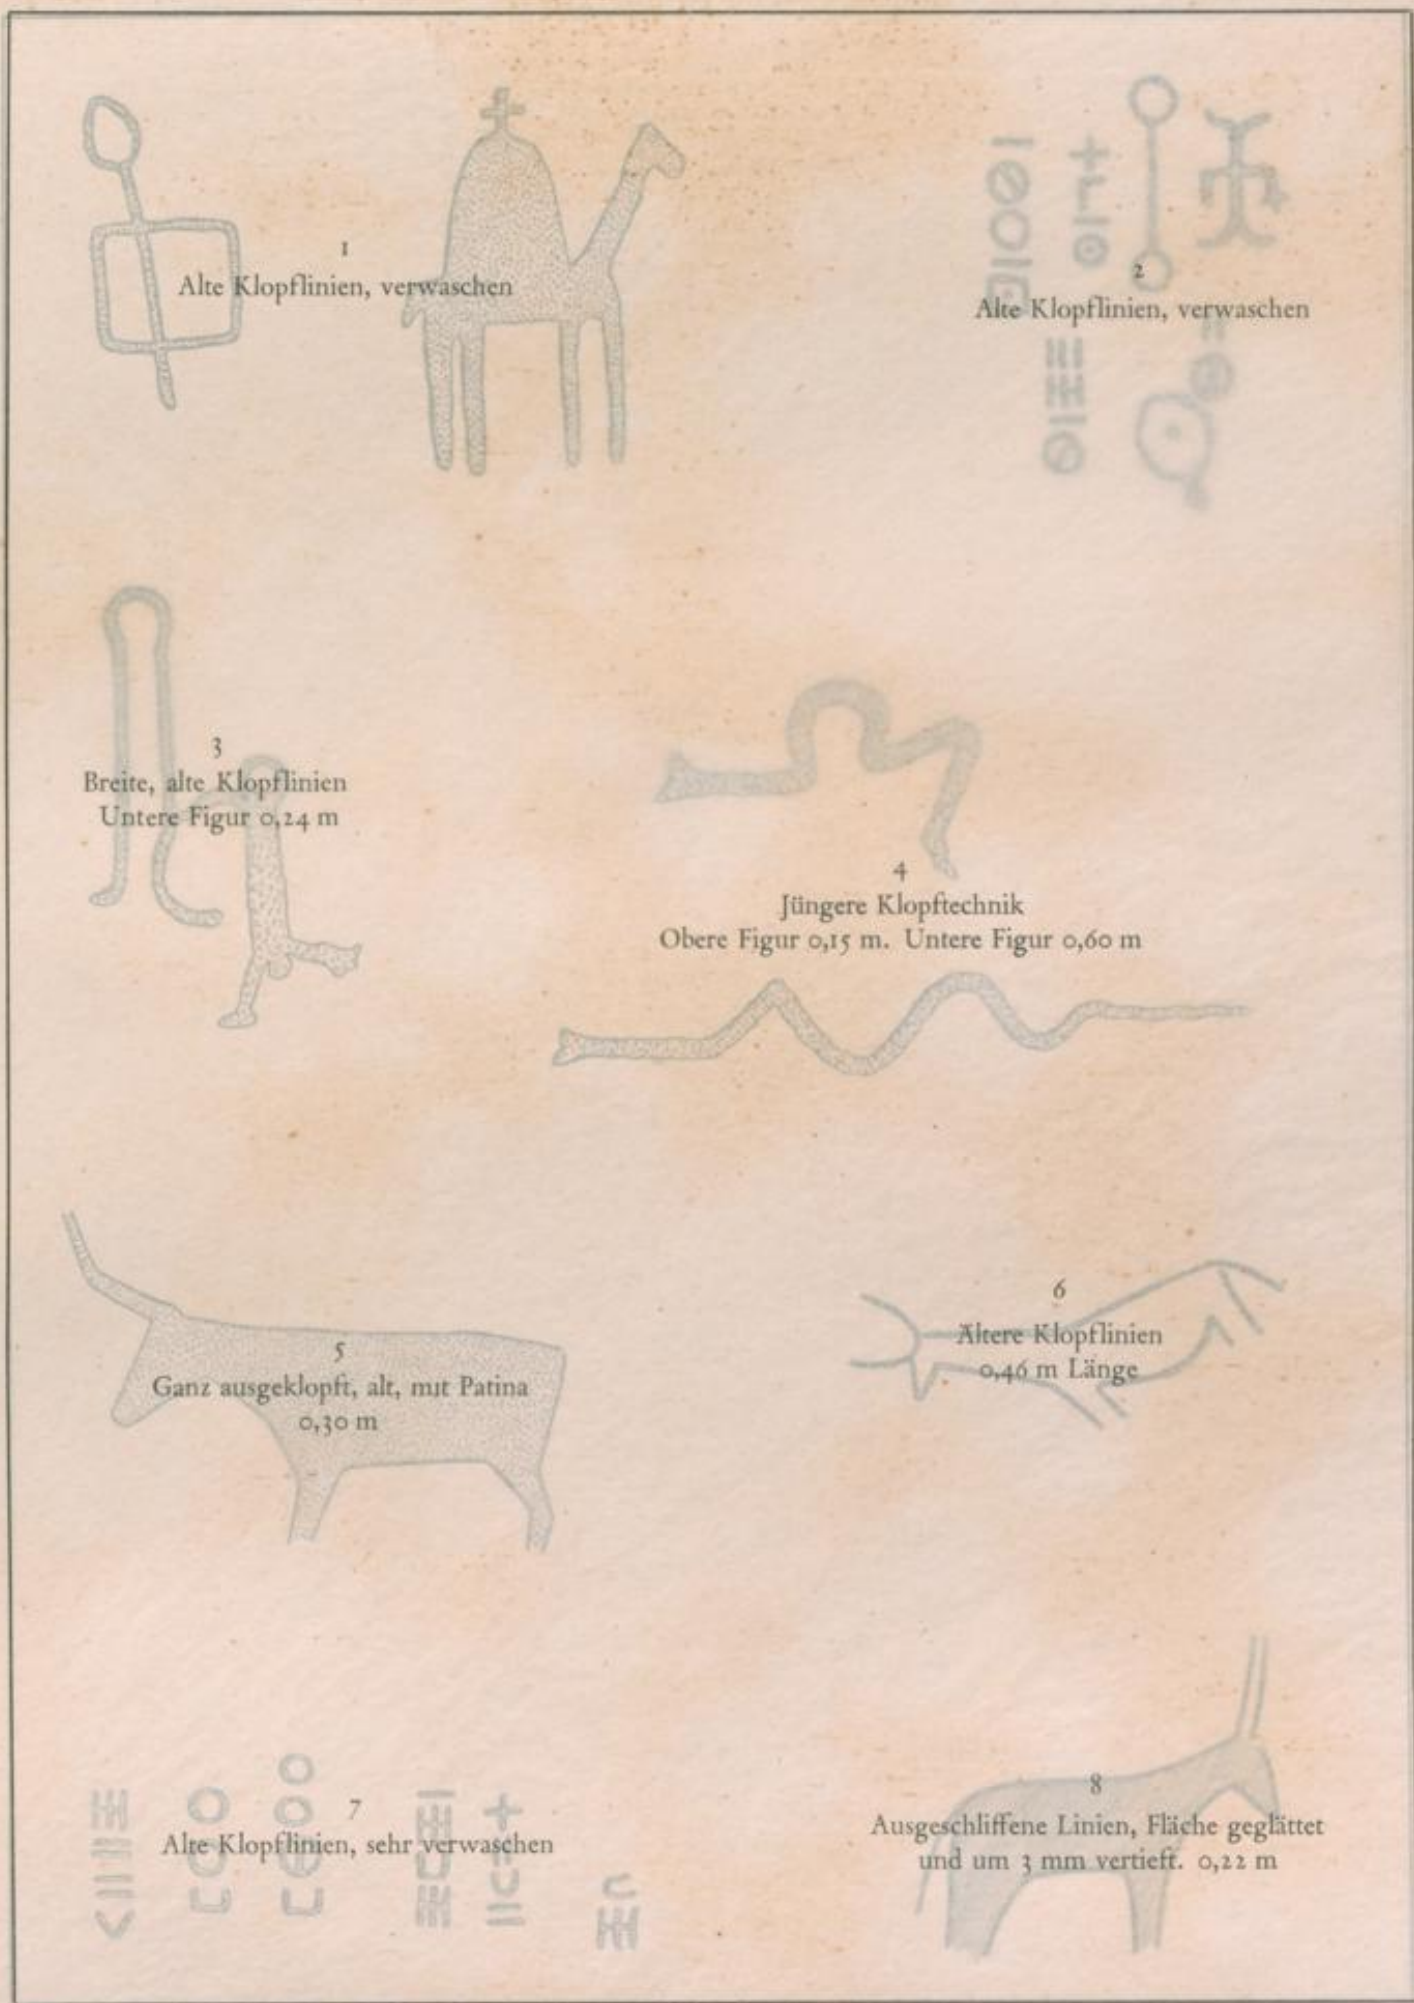 1
Alte Klopflinien, verwaschen
2
Alte Klopflinien, verwaschen
3
Breite, alte Klopflinien
Untere Figur 0,24 m
4
Jüngere Klopftechnik
Obere Figur 0,15 m. Untere Figur 0,60 m
5
Ganz ausgeklopft, alt, mit Patina
0,30 m
6
Ältere Klopflinien
0,46 m Länge
7
Alte Klopflinien, sehr verwaschen
8
Ausgeschliffene Linien, Fläche geglättet
und um 3 mm vertieft. 0,22 m